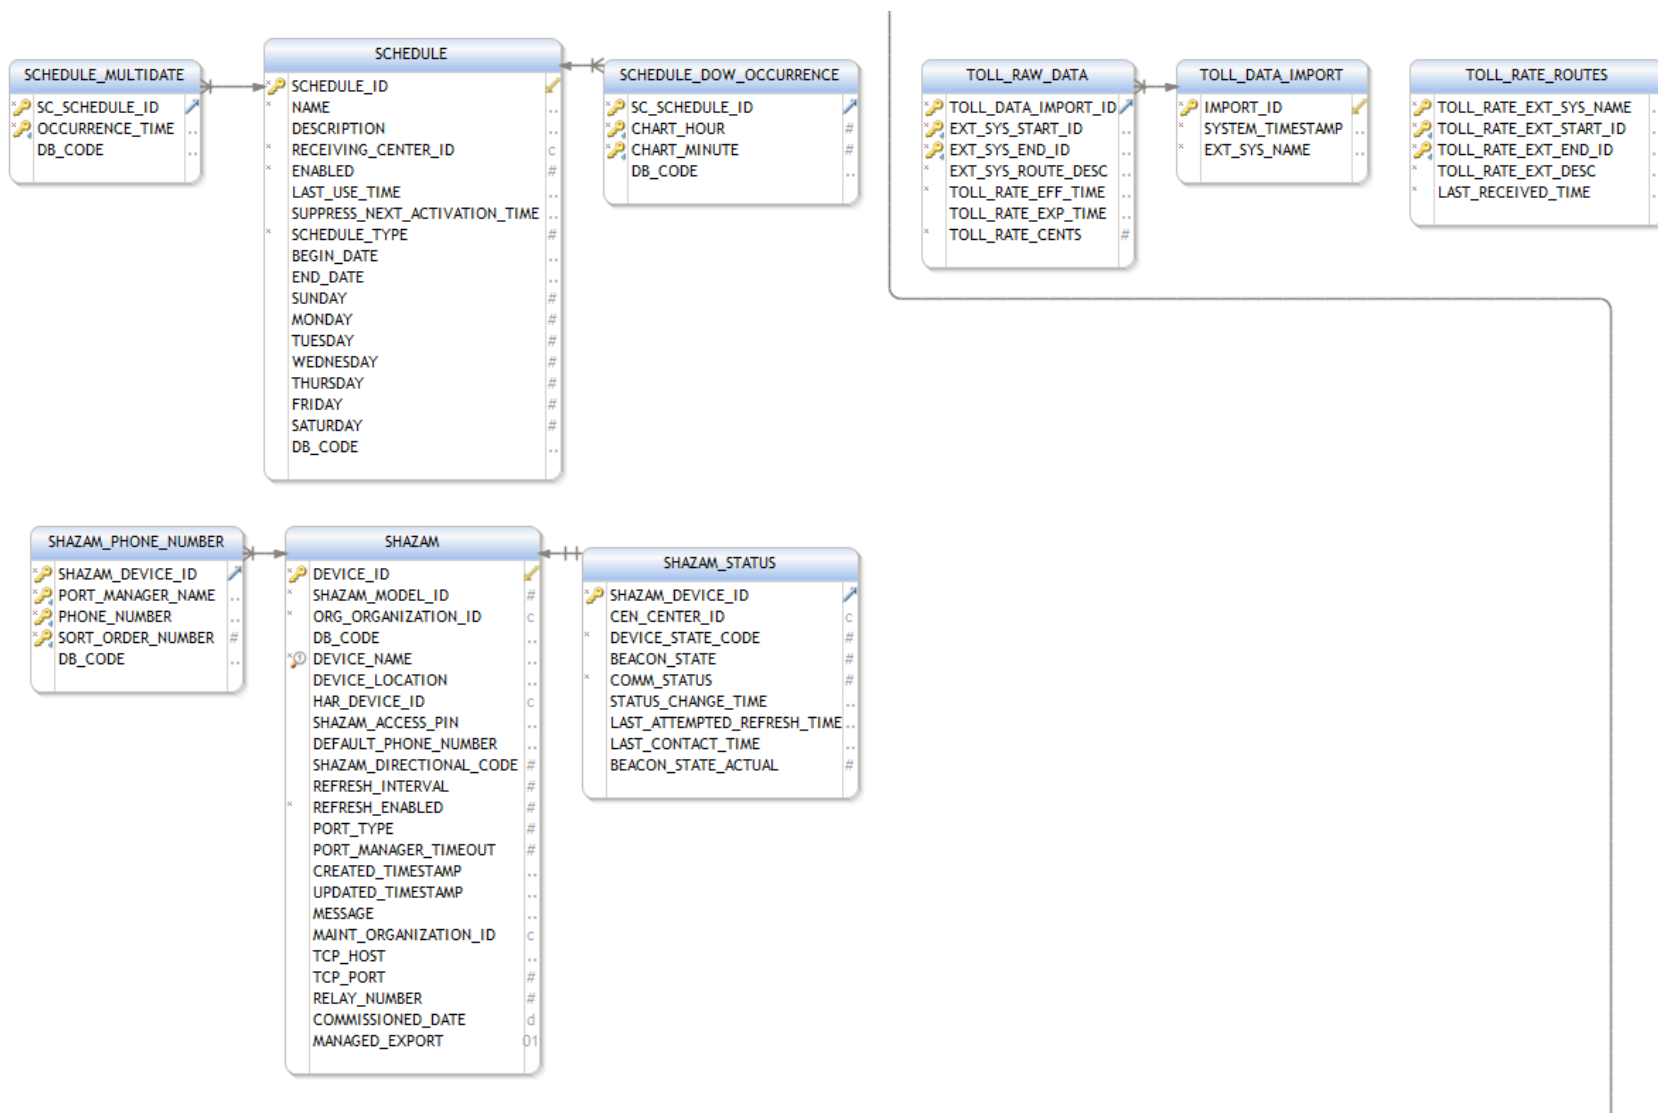 SCHEDULE_MULTIDATE
SC_SCHEDULE_ID
OCCURRENCE_TIME
DB_CODE
SCHEDULE
SCHEDULE_ID
NAME
DESCRIPTION
RECEIVING_CENTER_ID c
ENABLED #
LAST_USE_TIME
SUPPRESS_NEXT_ACTIVATION_TIME
SCHEDULE_TYPE #
BEGIN_DATE
END_DATE
SUNDAY #
MONDAY #
TUESDAY #
WEDNESDAY #
THURSDAY #
FRIDAY #
SATURDAY #
DB_CODE
SCHEDULE_DOW_OCCURRENCE
SC_SCHEDULE_ID
CHART_HOUR #
CHART_MINUTE #
DB_CODE
TOLL_RAW_DATA
TOLL_DATA_IMPORT_ID
EXT_SYS_START_ID
EXT_SYS_END_ID
EXT_SYS_ROUTE_DESC
TOLL_RATE_EFF_TIME
TOLL_RATE_EXP_TIME
TOLL_RATE_CENTS #
TOLL_DATA_IMPORT
IMPORT_ID
SYSTEM_TIMESTAMP
EXT_SYS_NAME
TOLL_RATE_ROUTES
TOLL_RATE_EXT_SYS_NAME
TOLL_RATE_EXT_START_ID
TOLL_RATE_EXT_END_ID
TOLL_RATE_EXT_DESC
LAST_RECEIVED_TIME
SHAZAM_PHONE_NUMBER
SHAZAM_DEVICE_ID
PORT_MANAGER_NAME
PHONE_NUMBER
SORT_ORDER_NUMBER #
DB_CODE
SHAZAM
DEVICE_ID
SHAZAM_MODEL_ID #
ORG_ORGANIZATION_ID c
DB_CODE
DEVICE_NAME
DEVICE_LOCATION
HAR_DEVICE_ID c
SHAZAM_ACCESS_PIN
DEFAULT_PHONE_NUMBER
SHAZAM_DIRECTIONAL_CODE #
REFRESH_INTERVAL #
REFRESH_ENABLED #
PORT_TYPE #
PORT_MANAGER_TIMEOUT #
CREATED_TIMESTAMP
UPDATED_TIMESTAMP
MESSAGE
MAINT_ORGANIZATION_ID c
TCP_HOST
TCP_PORT #
RELAY_NUMBER #
COMMISSIONED_DATE d
MANAGED_EXPORT 01
SHAZAM_STATUS
SHAZAM_DEVICE_ID
CEN_CENTER_ID c
DEVICE_STATE_CODE #
BEACON_STATE #
COMM_STATUS #
STATUS_CHANGE_TIME
LAST_ATTEMPTED_REFRESH_TIME
LAST_CONTACT_TIME
BEACON_STATE_ACTUAL #